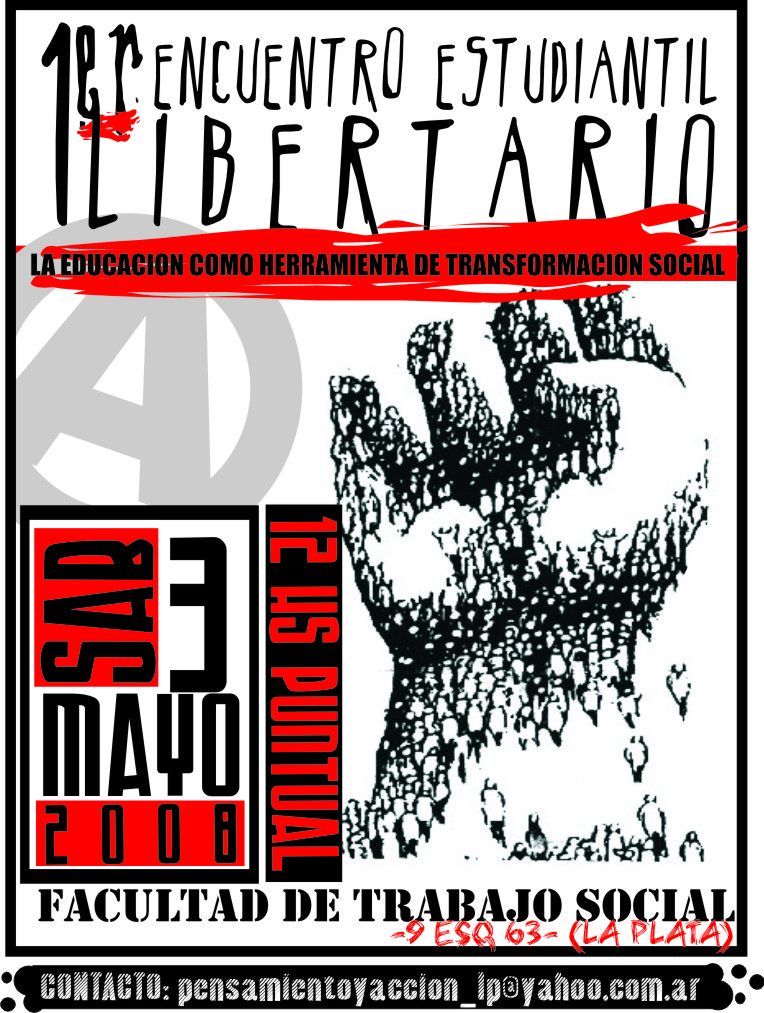 1er ENCUENTRO ESTUDIANTIL
LIBERTARIO
LA EDUCACION COMO HERRAMIENTA DE TRANSFORMACION SOCIAL
A
SAB 3
MAYO
2008
12 HS PUNTUAL
FACULTAD DE TRABAJO SOCIAL
-9 ESQ 63- (LA PLATA)
CONTACTO: pensamientoyaccion_lp@yahoo.com.ar